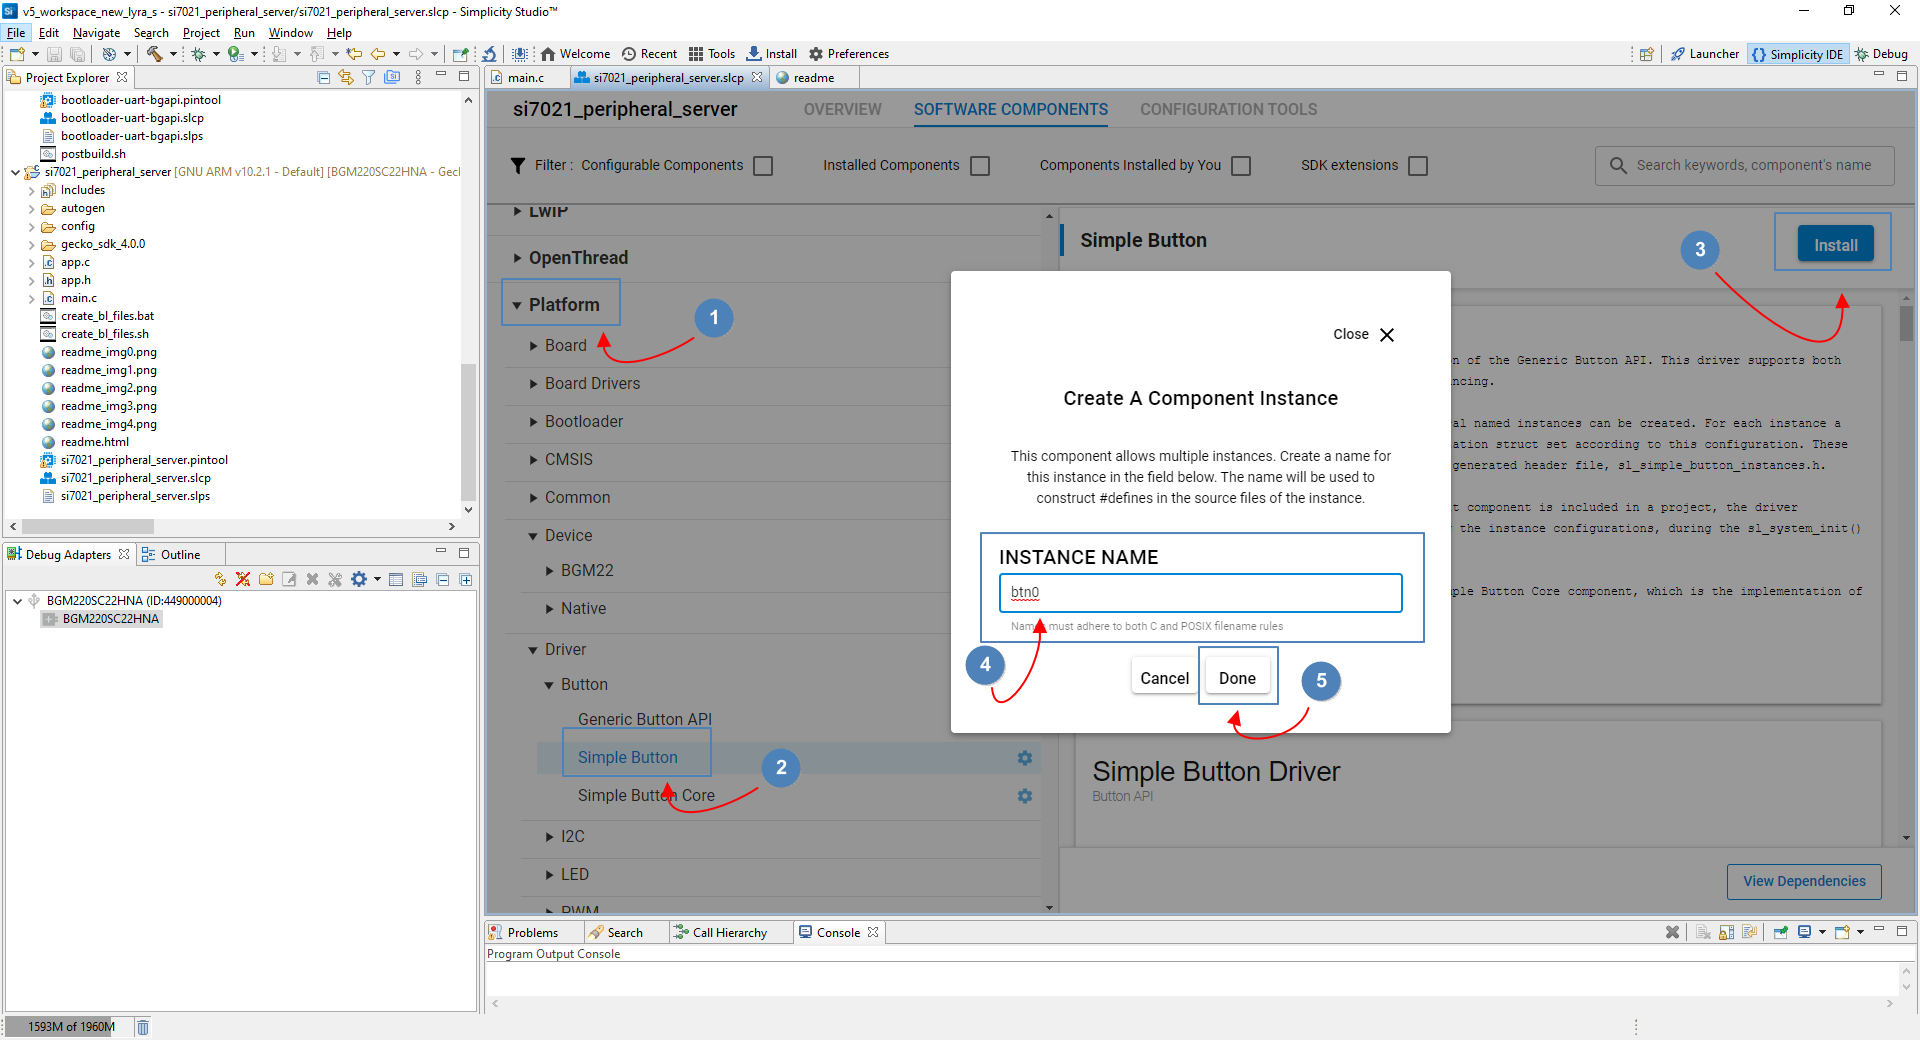 v5_workspace_new_lyra_s - si7021_peripheral_server/si7021_peripheral_server.slcp - Simplicity Studio™
File Edit Navigate Search Project Run Window Help
Welcome Recent Tools Install Preferences
Launcher Simplicity IDE Debug
Project Explorer
bootloader-uart-bgapi.pintool
bootloader-uart-bgapi.slcp
bootloader-uart-bgapi.slps
postbuild.sh
si7021_peripheral_server [GNU ARM v10.2.1 - Default] [BGM220SC22HNA - Gecl
Includes
autogen
config
gecko_sdk_4.0.0
app.c
app.h
main.c
create_bl_files.bat
create_bl_files.sh
readme_img0.png
readme_img1.png
readme_img2.png
readme_img3.png
readme_img4.png
readme.html
si7021_peripheral_server.pintool
si7021_peripheral_server.slcp
si7021_peripheral_server.slps
Debug Adapters Outline
BGM220SC22HNA (ID:449000004)
BGM220SC22HNA
1593M of 1960M
main.c si7021_peripheral_server.slcp readme
si7021_peripheral_server OVERVIEW SOFTWARE COMPONENTS CONFIGURATION TOOLS
Filter : Configurable Components Installed Components Components Installed by You SDK extensions
Search keywords, component's name
LwIP
OpenThread
Platform
1
Board
Board Drivers
Bootloader
CMSIS
Common
Device
BGM22
Native
Driver
Button
Generic Button API
Simple Button
2
Simple Button Core
I2C
LED
PWM
Simple Button
3
Install
n of the Generic Button API. This driver supports both
ncing.
al named instances can be created. For each instance a
ation struct set according to this configuration. These
generated header file, sl_simple_button_instances.h.
t component is included in a project, the driver
the instance configurations, during the sl_system_init()
ple Button Core component, which is the implementation of
Simple Button Driver
Button API
View Dependencies
Close
Create A Component Instance
This component allows multiple instances. Create a name for
this instance in the field below. The name will be used to
construct #defines in the source files of the instance.
INSTANCE NAME
btn0
must adhere to both C and POSIX filename rules
4
Cancel Done
5
Problems Search Call Hierarchy Console
Program Output Console